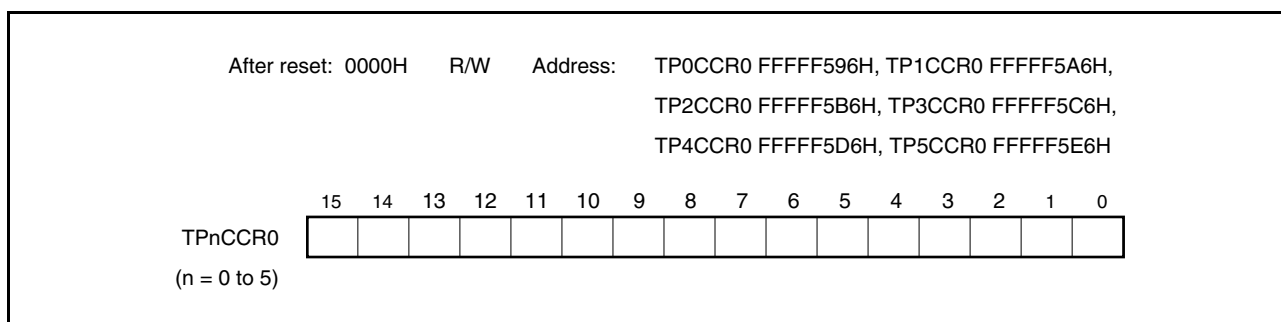 After reset: 0000H R/W Address: TP0CCR0 FFFFF596H, TP1CCR0 FFFFF5A6H,
TP2CCR0 FFFFF5B6H, TP3CCR0 FFFFF5C6H,
TP4CCR0 FFFFF5D6H, TP5CCR0 FFFFF5E6H
15 14 13 12 11 10 9 8 7 6 5 4 3 2 1 0
TPnCCR0
(n = 0 to 5)